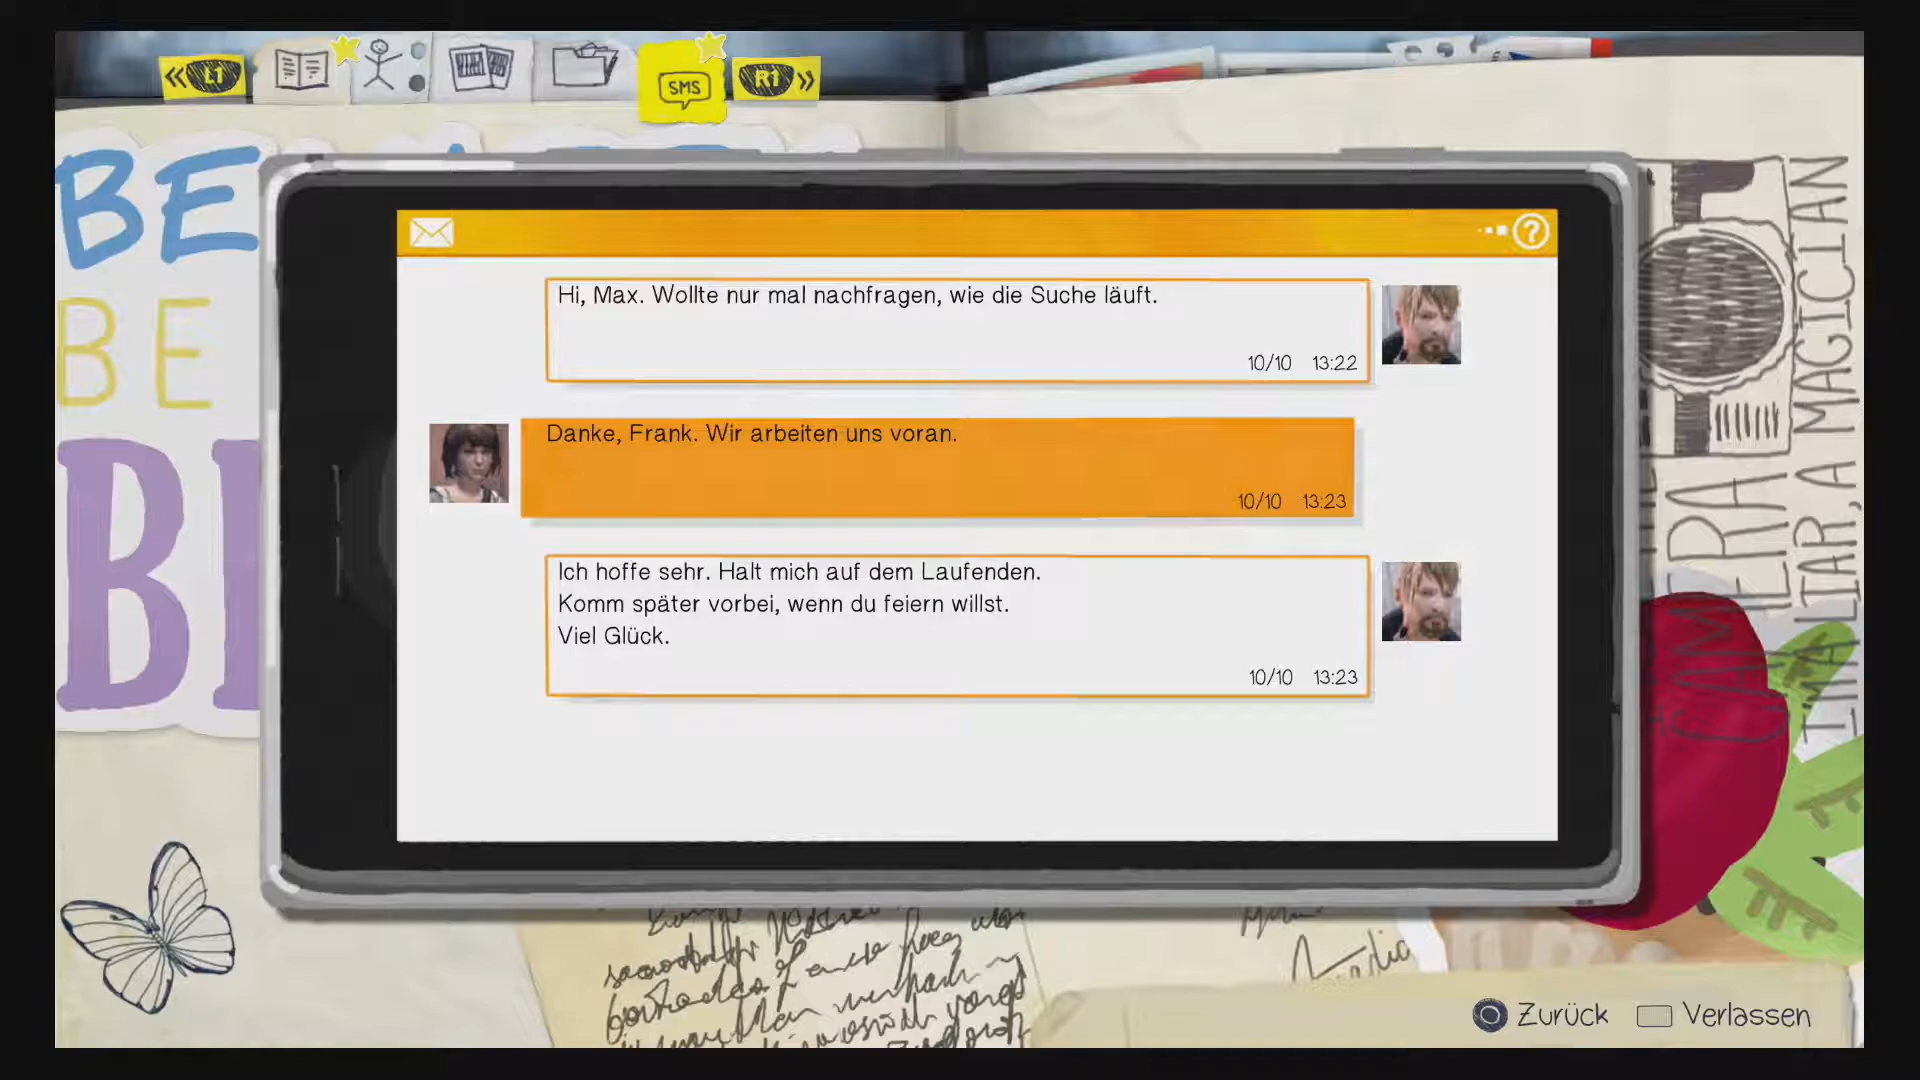 L1
SMS
R1
BE
BE
Hi, Max. Wollte nur mal nachfragen, wie die Suche läuft.
10/10 13:22
Danke, Frank. Wir arbeiten uns voran.
10/10 13:23
Ich hoffe sehr. Halt mich auf dem Laufenden.
Komm später vorbei, wenn du feiern willst.
Viel Glück.
10/10 13:23
LIAR, A MAGICIAN
Zurück
Verlassen